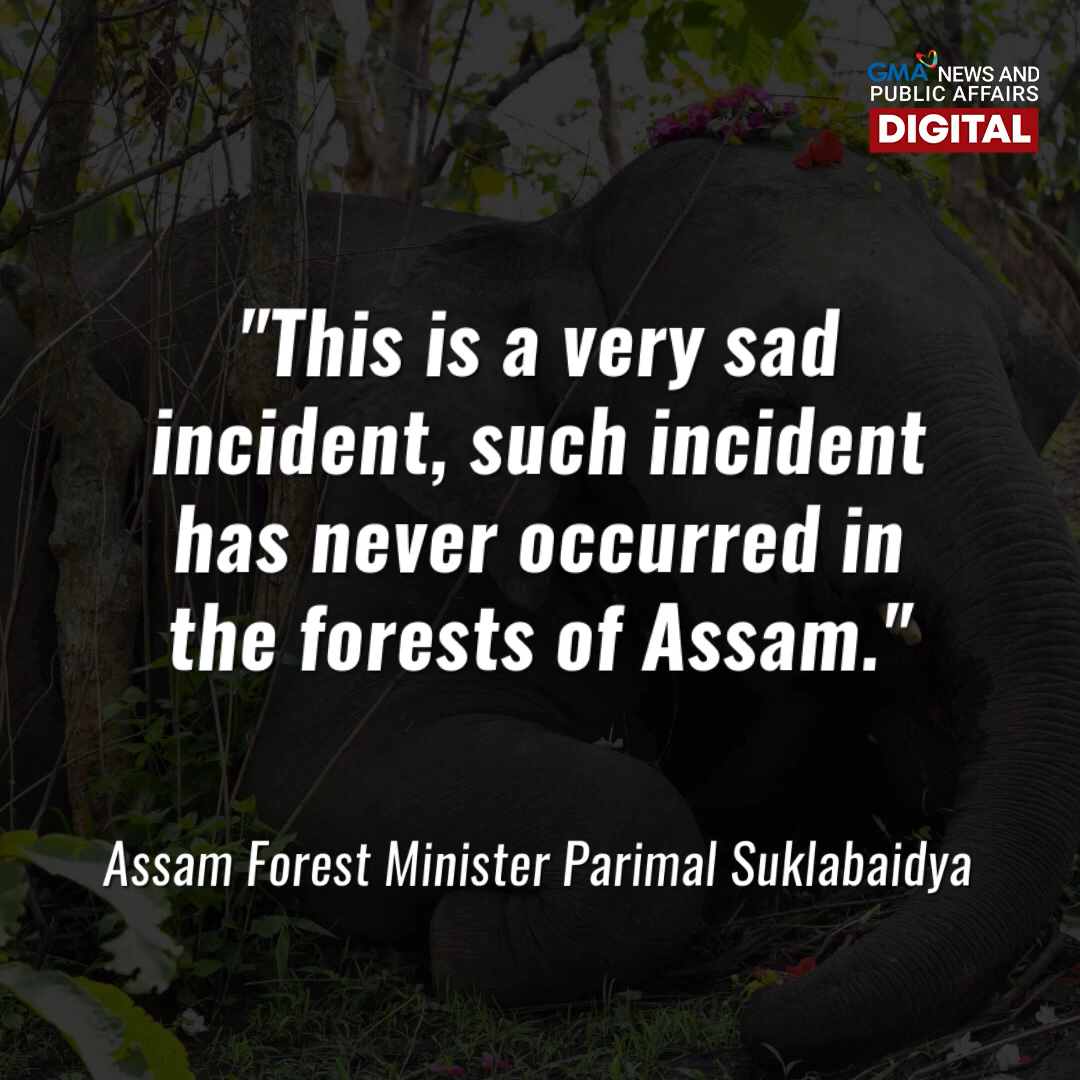 GMA NEWS AND
PUBLIC AFFAIRS
DIGITAL
"This is a very sad
incident, such incident
has never occurred in
the forests of Assam."
Assam Forest Minister Parimal Suklabaidya